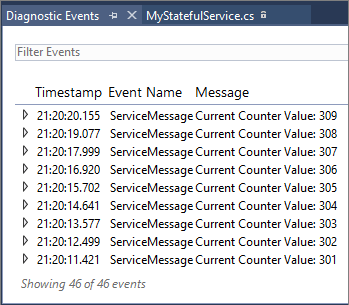 Diagnostic Events MyStatefulService.cs
Filter Events
Timestamp Event Name Message
21:20:20.155 ServiceMessage Current Counter Value: 309
21:20:19.077 ServiceMessage Current Counter Value: 308
21:20:17.999 ServiceMessage Current Counter Value: 307
21:20:16.920 ServiceMessage Current Counter Value: 306
21:20:15.702 ServiceMessage Current Counter Value: 305
21:20:14.641 ServiceMessage Current Counter Value: 304
21:20:13.577 ServiceMessage Current Counter Value: 303
21:20:12.499 ServiceMessage Current Counter Value: 302
21:20:11.421 ServiceMessage Current Counter Value: 301
Showing 46 of 46 events